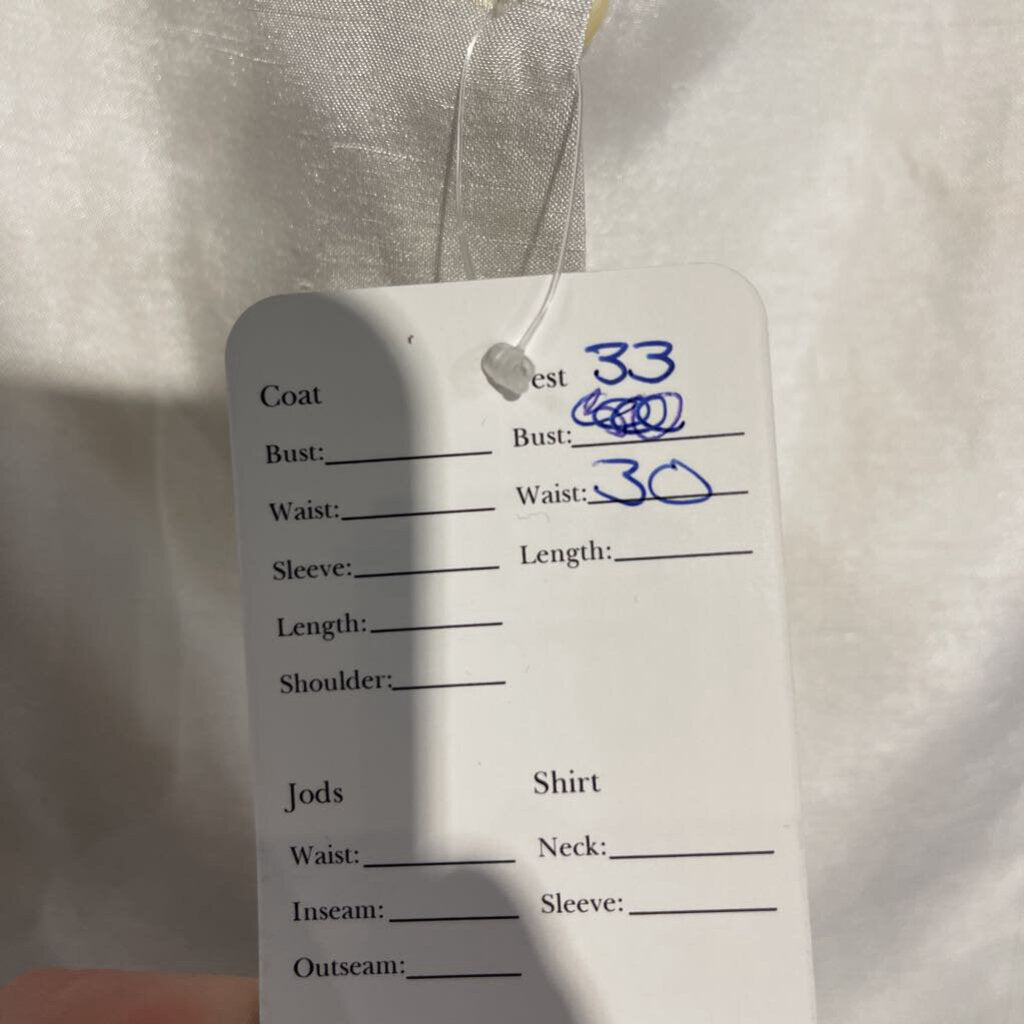 Coat
Bust:
Waist:
Sleeve:
Length:
Shoulder:
est 33
Bust:
Waist: 30
Length:
Jods
Waist:
Inseam:
Outseam:
Shirt
Neck:
Sleeve: